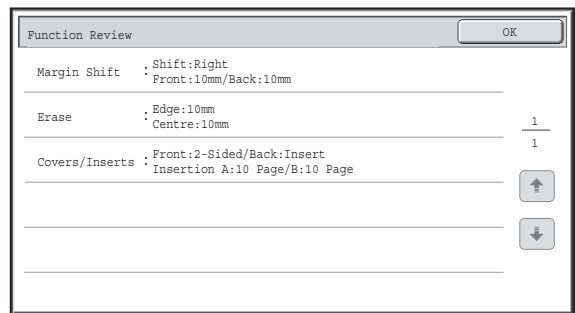 Function Review
OK
Margin Shift : Shift:Right
Front:10mm/Back:10mm
Erase : Edge:10mm
Centre:10mm
Covers/Inserts : Front:2-Sided/Back:Insert
Insertion A:10 Page/B:10 Page
1
1